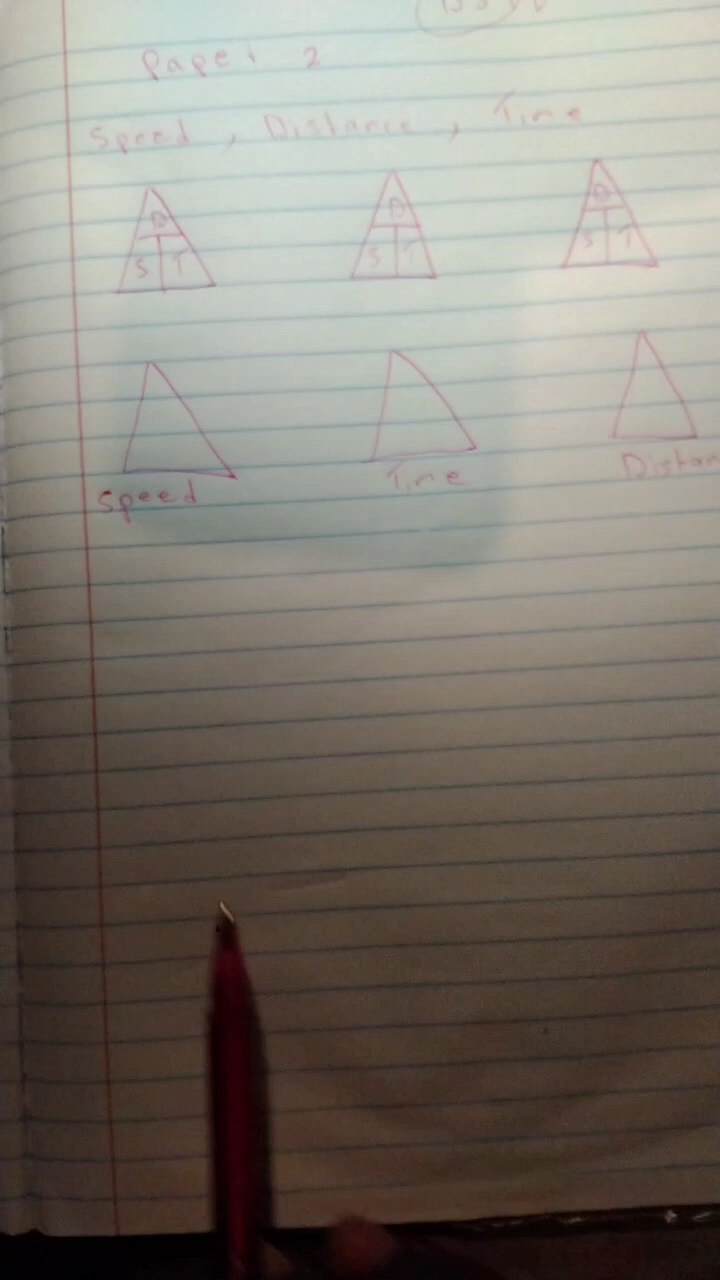 Paper 2
Speed, Distance, Time
D D D
S T S T S T
Speed Time Distan